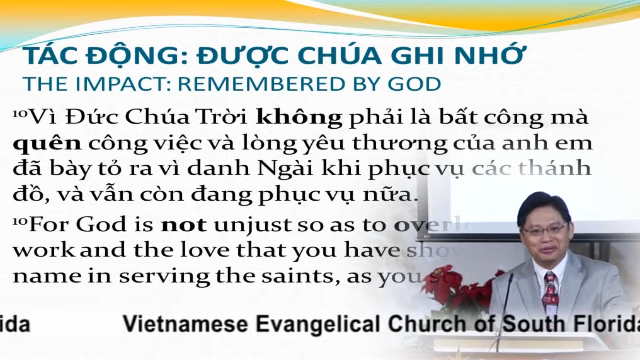 TÁC ĐỘNG: ĐƯỢC CHÚA GHI NHỚ
THE IMPACT: REMEMBERED BY GOD
¹⁰Vì Đức Chúa Trời không phải là bất công mà
quên công việc và lòng yêu thương của anh em
đã bày tỏ ra vì danh Ngài khi phục vụ các thánh
đồ, và vẫn còn đang phục vụ nữa.
¹⁰For God is not unjust so as to
work and the love that you have
name in serving the saints, as you
ida Vietnamese Evangelical Church of South Florida